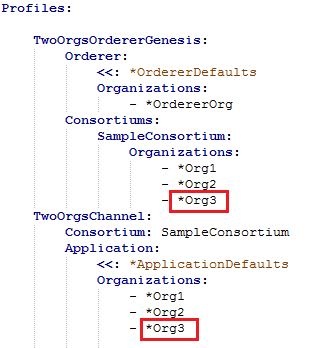 Profiles:
TwoOrgsOrdererGenesis:
Orderer:
<<: *OrdererDefaults
Organizations:
- *OrdererOrg
Consortiums:
SampleConsortium:
Organizations:
- *Org1
- *Org2
- *Org3
TwoOrgsChannel:
Consortium: SampleConsortium
Application:
<<: *ApplicationDefaults
Organizations:
- *Org1
- *Org2
- *Org3